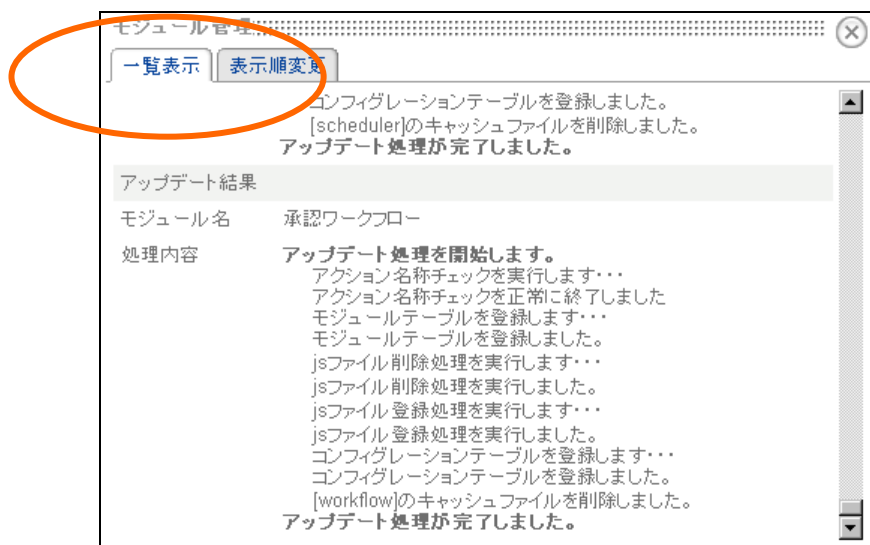 モジュール管理
一覧表示 表示順変更
コンフィグレーションテーブルを登録しました。
[scheduler]のキャッシュファイルを削除しました。
アップデート処理が完了しました。
アップデート結果
モジュール名 承認ワークフロー
処理内容 アップデート処理を開始します。
アクション名称チェックを実行します・・・
アクション名称チェックを正常に終了しました
モジュールテーブルを登録します・・・
モジュールテーブルを登録しました。
jsファイル削除処理を実行します・・・
jsファイル削除処理を実行しました。
jsファイル登録処理を実行します・・・
jsファイル登録処理を実行しました。
コンフィグレーションテーブルを登録します・・・
コンフィグレーションテーブルを登録しました。
[workflow]のキャッシュファイルを削除しました。
アップデート処理が完了しました。